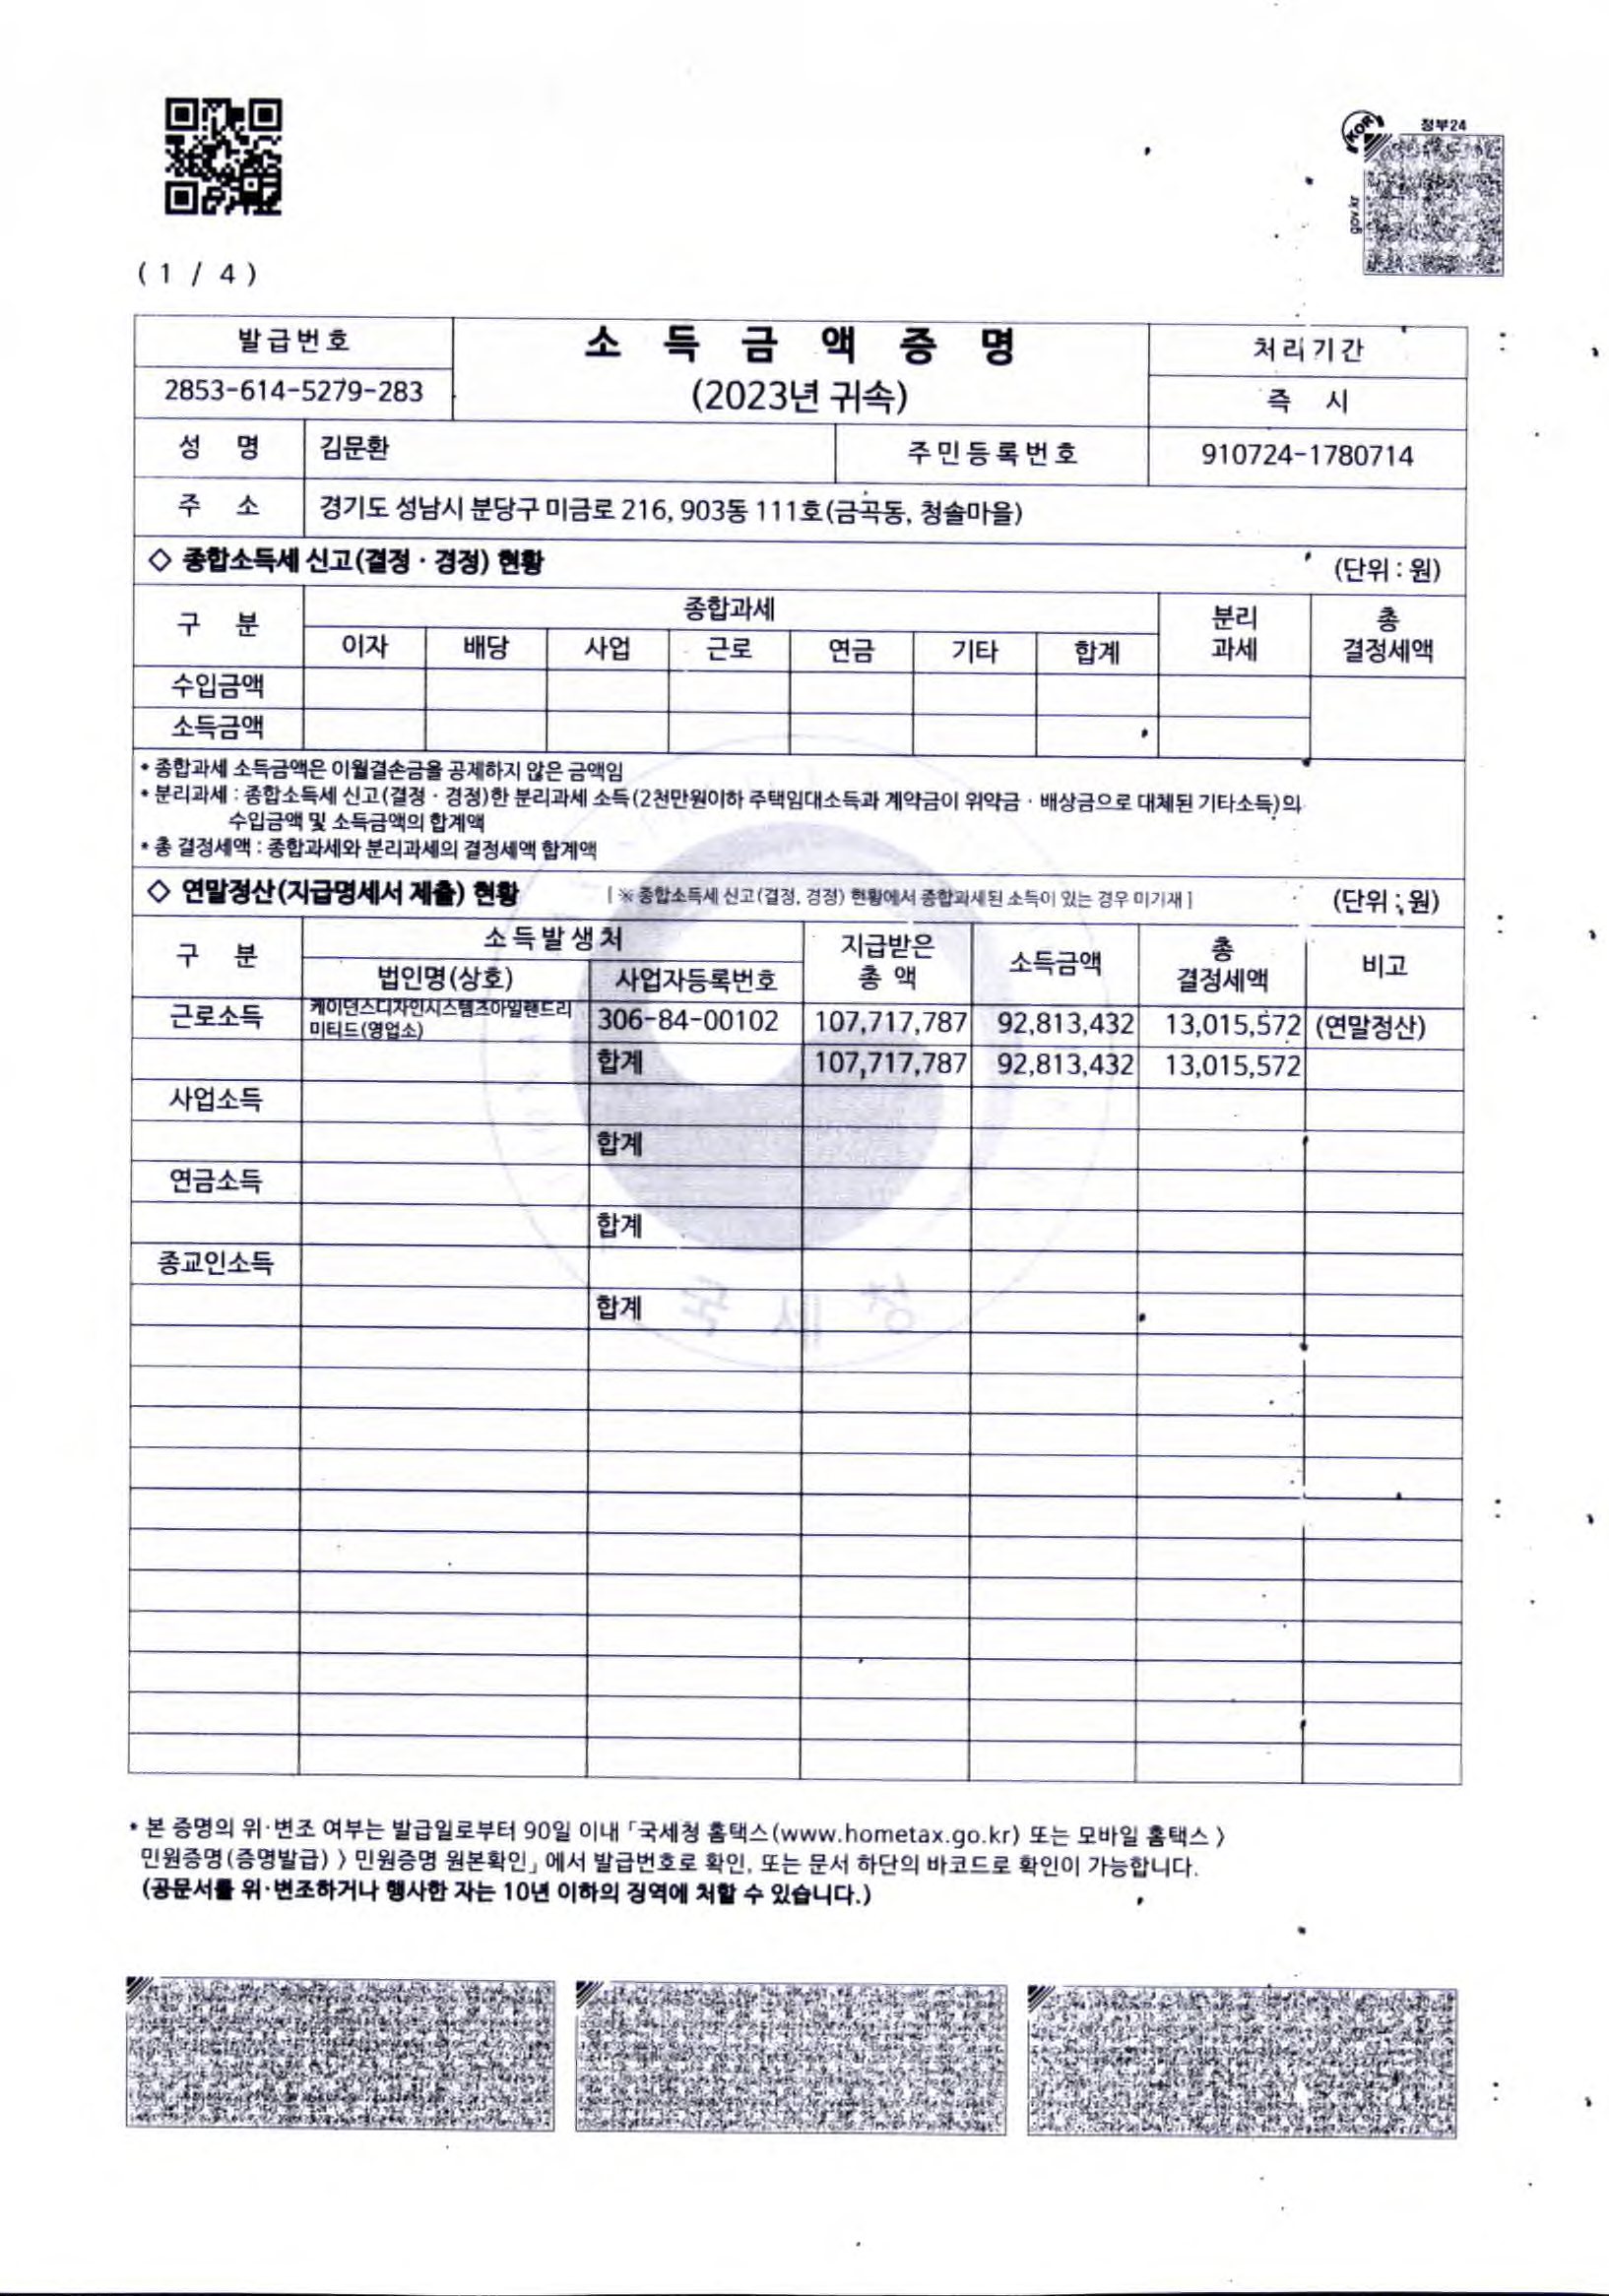 정부24
KOR
gov.kr
( 1 / 4 )
발급번호
2853-614-5279-283
소 득 금 액 증 명
(2023년 귀속)
처리기간
즉 시
성 명 김문환 주민등록번호 910724-1780714
주 소 경기도 성남시 분당구 미금로 216, 903동 111호(금곡동, 청솔마을)
◇ 종합소득세 신고(결정 · 경정) 현황 (단위 : 원)
구 분 종합과세 분리과세 총 결정세액
이자 배당 사업 근로 연금 기타 합계
수입금액
소득금액
* 종합과세 소득금액은 이월결손금을 공제하지 않은 금액임
* 분리과세 : 종합소득세 신고(결정 · 경정)한 분리과세 소득(2천만원이하 주택임대소득과 계약금이 위약금 · 배상금으로 대체된 기타소득)의
수입금액 및 소득금액의 합계액
* 총 결정세액 : 종합과세와 분리과세의 결정세액 합계액
◇ 연말정산(지급명세서 제출) 현황 [ ※ 종합소득세 신고(결정, 경정) 현황에서 종합과세된 소득이 있는 경우 미기재 ] (단위 : 원)
구 분 소득발생처 지급받은 총 액 소득금액 총 결정세액 비고
법인명(상호) 사업자등록번호
근로소득 케이던스디자인시스템즈아일랜드리미티드(영업소) 306-84-00102 107,717,787 92,813,432 13,015,572 (연말정산)
합계 107,717,787 92,813,432 13,015,572
사업소득
합계
연금소득
합계
종교인소득
합계
국 세 청
* 본 증명의 위·변조 여부는 발급일로부터 90일 이내 「국세청 홈택스(www.hometax.go.kr) 또는 모바일 홈택스 〉
민원증명(증명발급) 〉 민원증명 원본확인」에서 발급번호로 확인, 또는 문서 하단의 바코드로 확인이 가능합니다.
(공문서를 위·변조하거나 행사한 자는 10년 이하의 징역에 처할 수 있습니다.)